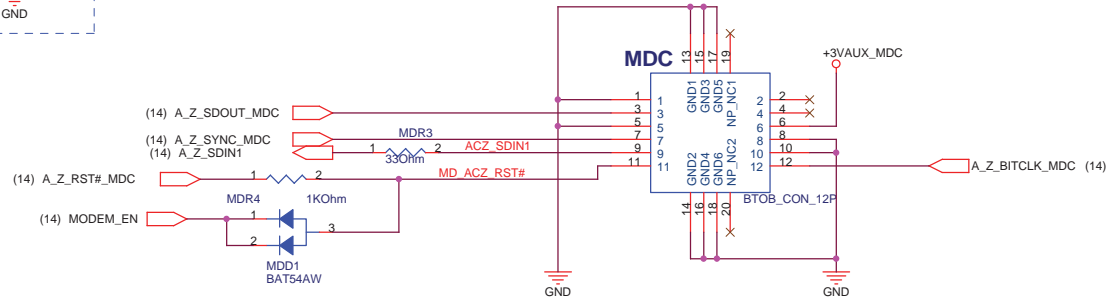 GND
MDC
+3VAUX_MDC
13 15 17 19
GND1 GND3 GND5 NP_NC1
1 1 2 2
(14) A_Z_SDOUT_MDC 3 3 4 4
5 5 6 6
(14) A_Z_SYNC_MDC MDR3 7 7 8 8
(14) A_Z_SDIN1 1 2 ACZ_SDIN1 9 9 10 10
33Ohm
11 11 12 12 A_Z_BITCLK_MDC (14)
(14) A_Z_RST#_MDC 1 2 MD_ACZ_RST#
GND2 GND4 GND6 NP_NC2
MDR4 1KOhm
14 16 18 20
BTOB_CON_12P
(14) MODEM_EN 1
2 3
MDD1
BAT54AW
GND GND